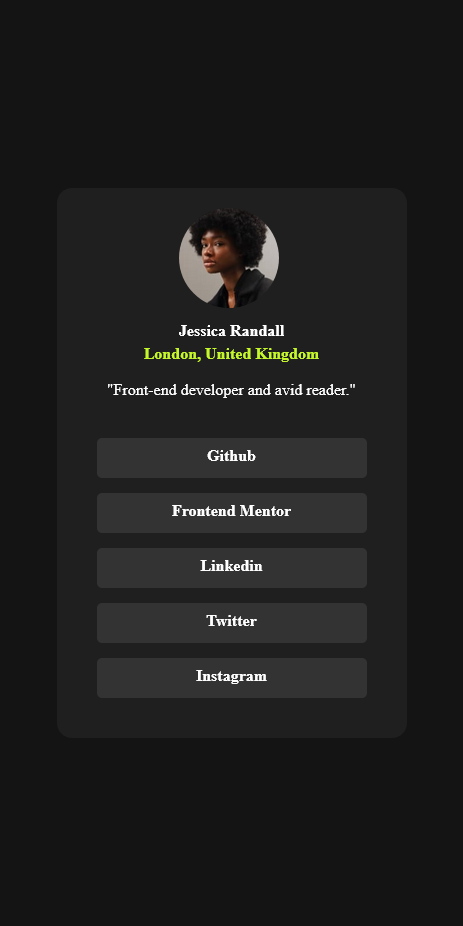 Jessica Randall
London, United Kingdom
"Front-end developer and avid reader."
Github
Frontend Mentor
Linkedin
Twitter
Instagram